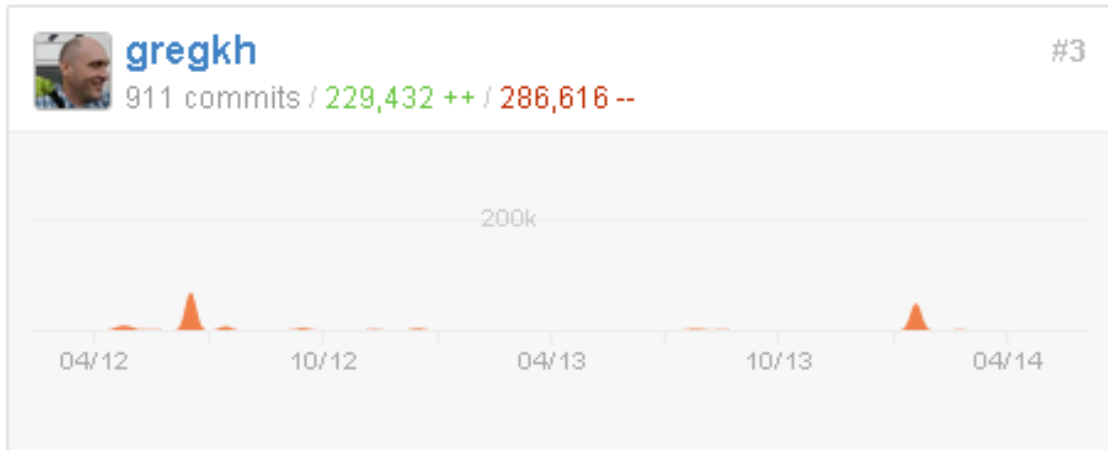 gregkh #3
911 commits / 229,432 ++ / 286,616 --
200k
04/12 10/12 04/13 10/13 04/14